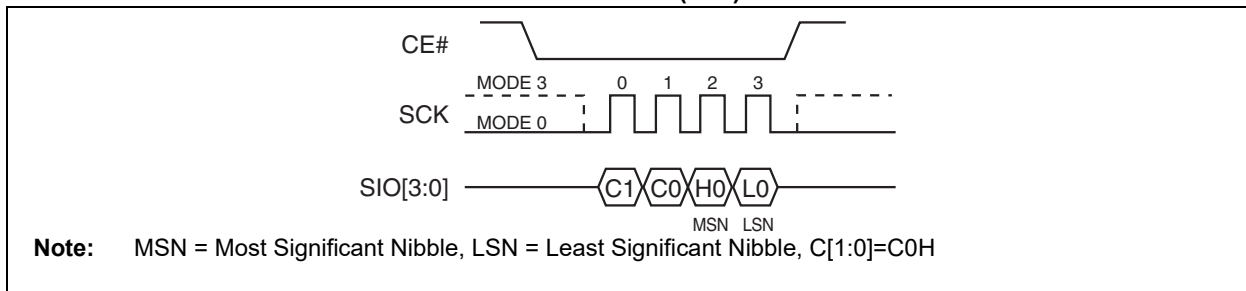 CE#
MODE 3 0 1 2 3
SCK
MODE 0
SIO[3:0] C1 C0 H0 L0
MSN LSN
Note: MSN = Most Significant Nibble, LSN = Least Significant Nibble, C[1:0]=C0H